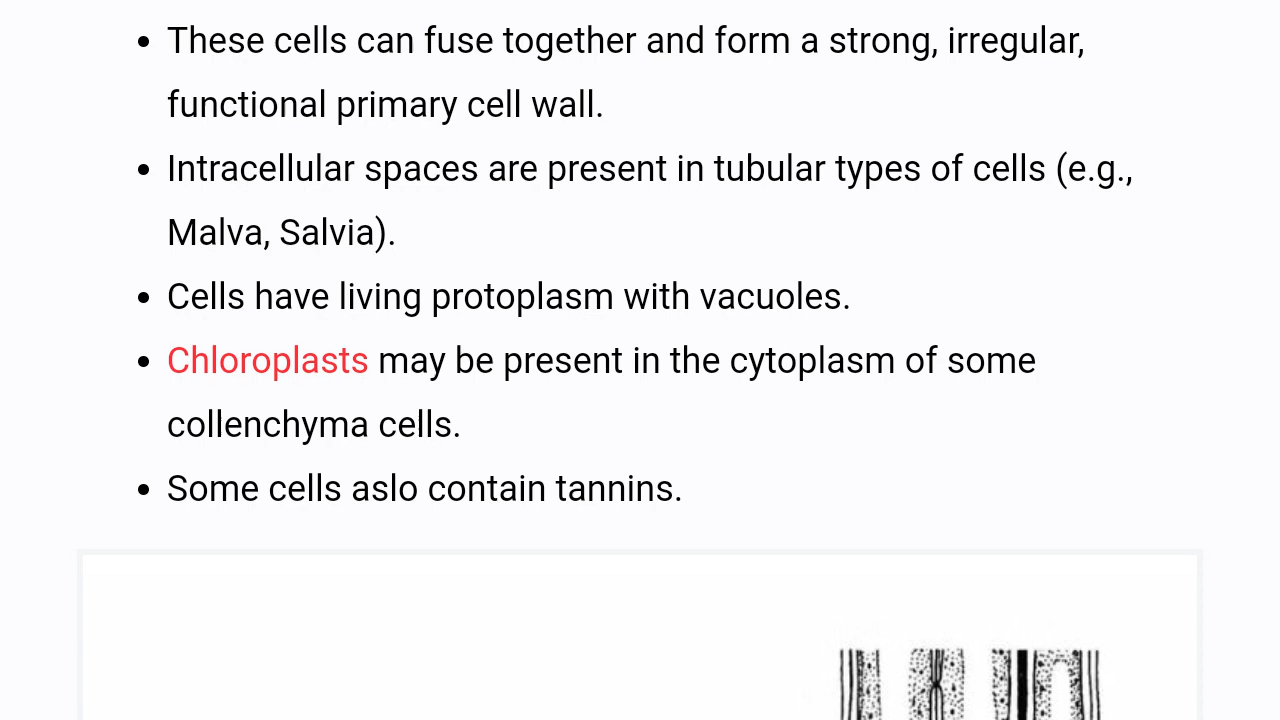 These cells can fuse together and form a strong, irregular,
functional primary cell wall.
Intracellular spaces are present in tubular types of cells (e.g.,
Malva, Salvia).
Cells have living protoplasm with vacuoles.
Chloroplasts may be present in the cytoplasm of some
collenchyma cells.
Some cells aslo contain tannins.